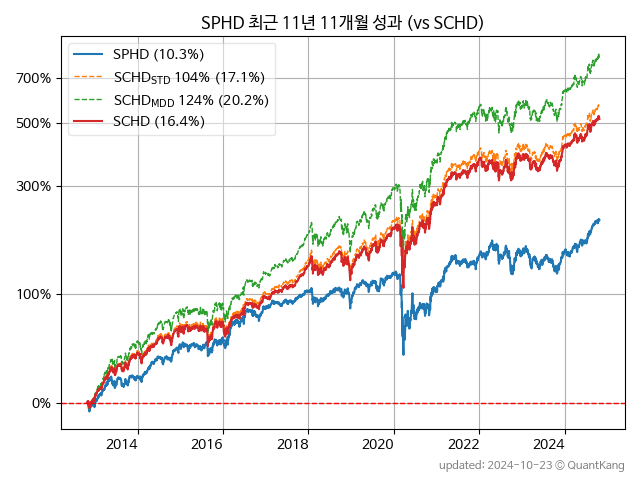 SPHD 최근 11년 11개월 성과 (vs SCHD)
SPHD (10.3%)
SCHD_STD 104% (17.1%)
SCHD_MDD 124% (20.2%)
SCHD (16.4%)
700%
500%
300%
100%
0%
2014 2016 2018 2020 2022 2024
updated: 2024-10-23 © QuantKang